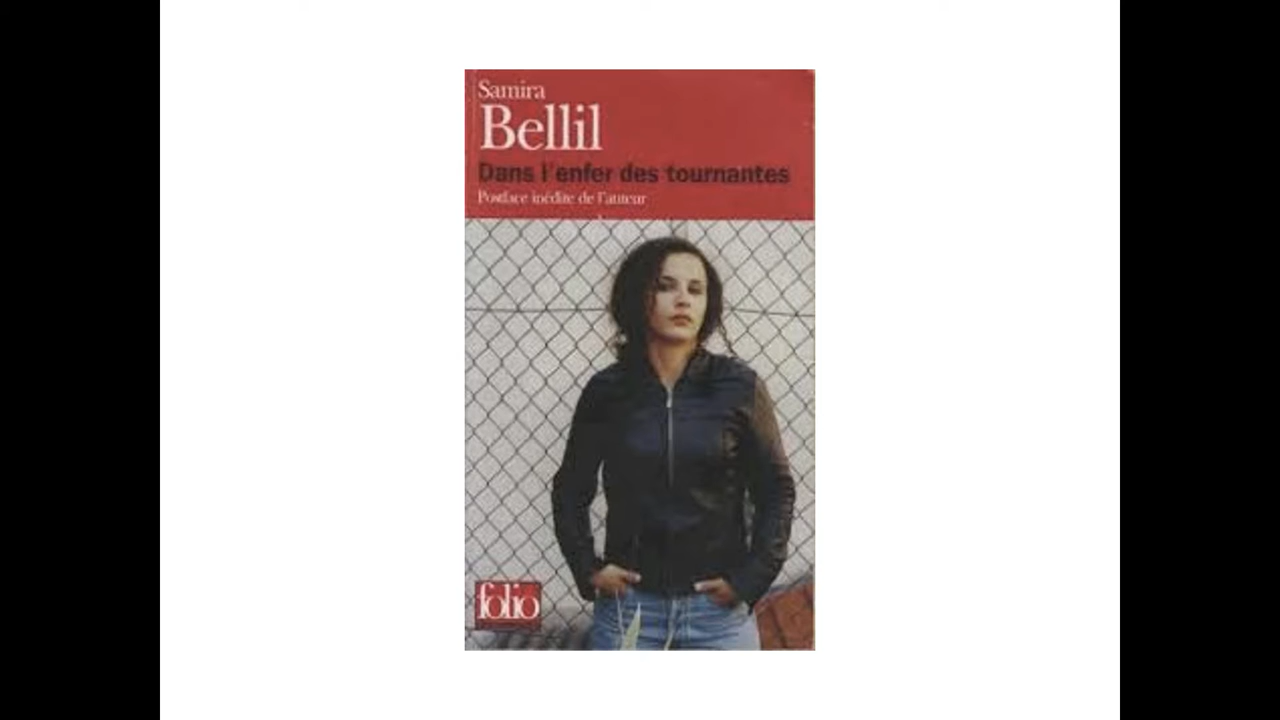 Samira
Bellil
Dans l'enfer des tournantes
Postface inédite de l'auteur
folio